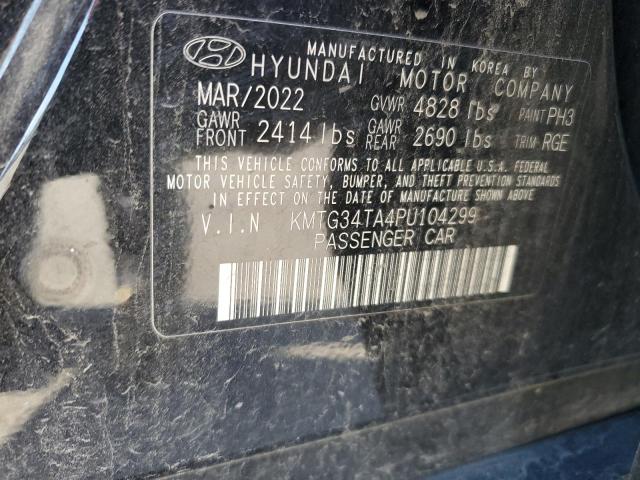 MANUFACTURED IN KOREA BY
HYUNDAI MOTOR COMPANY
MAR/2022 GVWR 4828 lbs PAINT PH3
GAWR FRONT 2414 lbs GAWR REAR 2690 lbs TRIM RGE
THIS VEHICLE CONFORMS TO ALL APPLICABLE U.S.A. FEDERAL
MOTOR VEHICLE SAFETY, BUMPER, AND THEFT PREVENTION STANDARDS
IN EFFECT ON THE DATE OF MANUFACTURE SHOWN ABOVE.
V.I.N KMTG34TA4PU104299
PASSENGER CAR